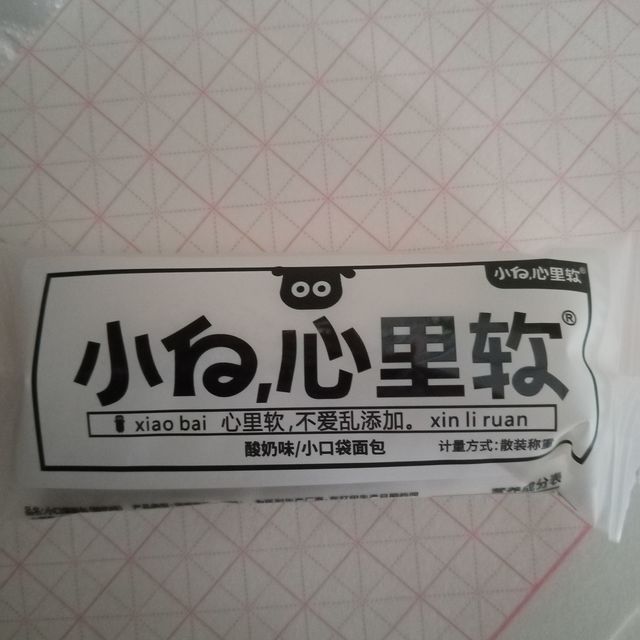 小白心里软®
小白,心里软®
xiao bai 心里软,不爱乱添加。 xin li ruan
酸奶味/小口袋面包
计量方式:散装称重